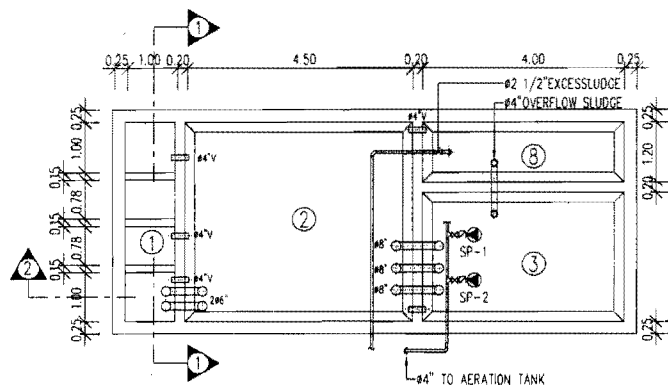 1
0.25 1.00 0.20 4.50 0.20 4.00 0.25
ø2 1/2"EXCESSLUDGE
ø4"OVERFLOW SLUDGE
0.25 1.00 0.15 0.78 0.15 0.78 0.15 1.00 0.25
ø4"V
ø4"V
8
0.25 1.20 0.20 0.25
ø4"V
1
2
3
ø8"
ø8"
ø8"
SP-1
SP-2
ø4"V
2ø6"
2
1
ø4" TO AERATION TANK